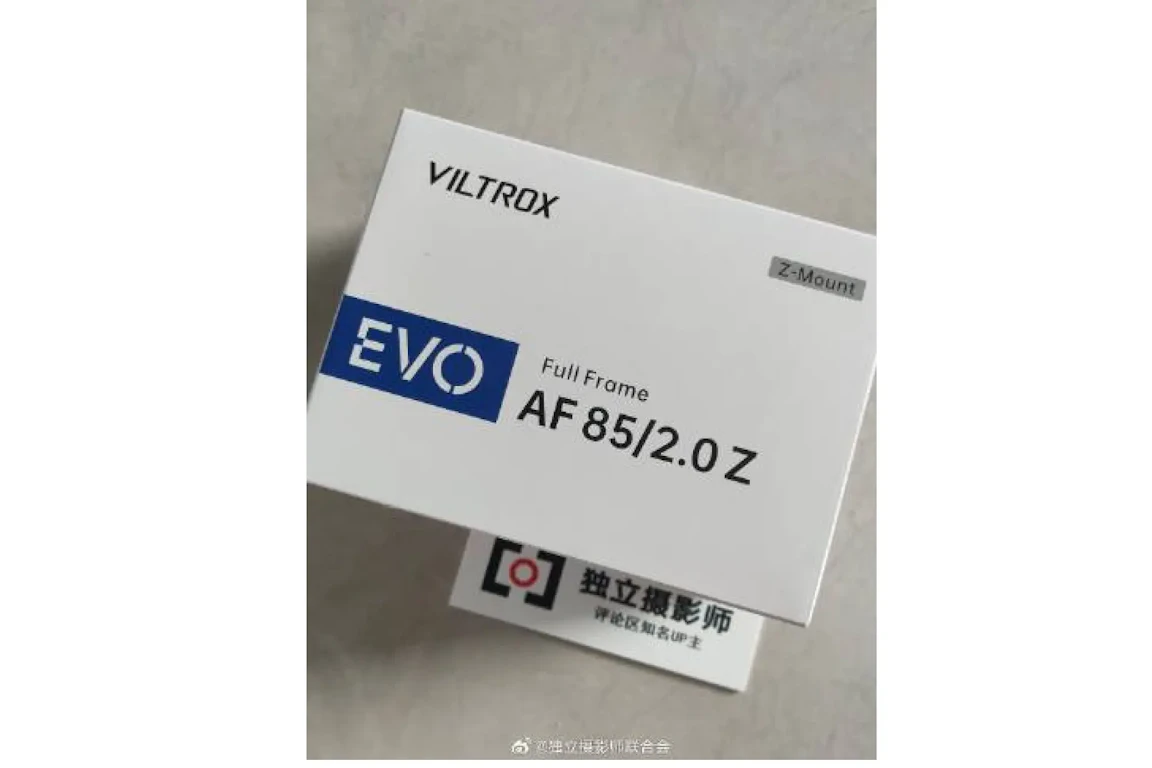 VILTROX
Z-Mount
EVO
Full Frame
AF 85/2.0 Z
独立摄影师
评论区知名UP主
@独立摄影师联合会